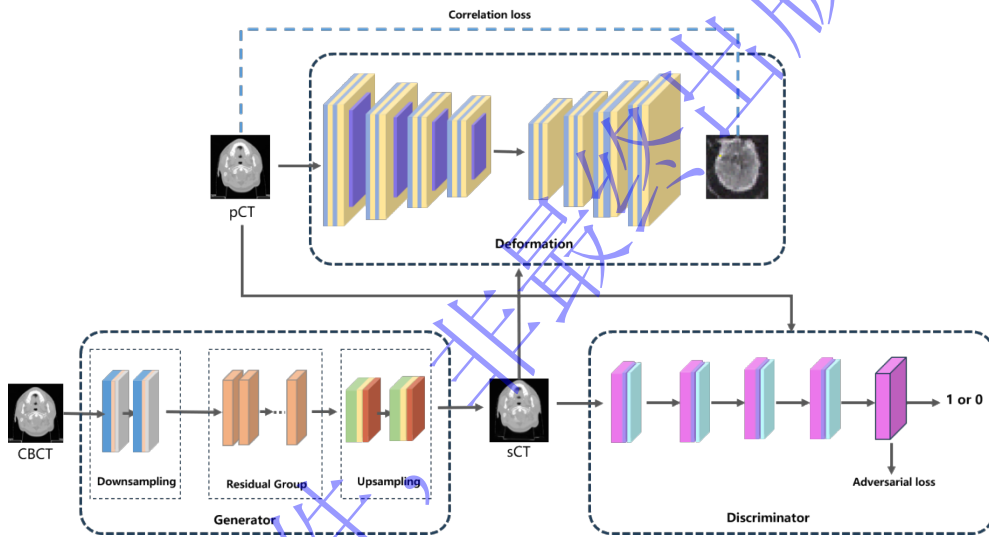 Correlation loss
pCT
Deformation
CBCT
Downsampling
Residual Group
Upsampling
Generator
sCT
1 or 0
Adversarial loss
Discriminator